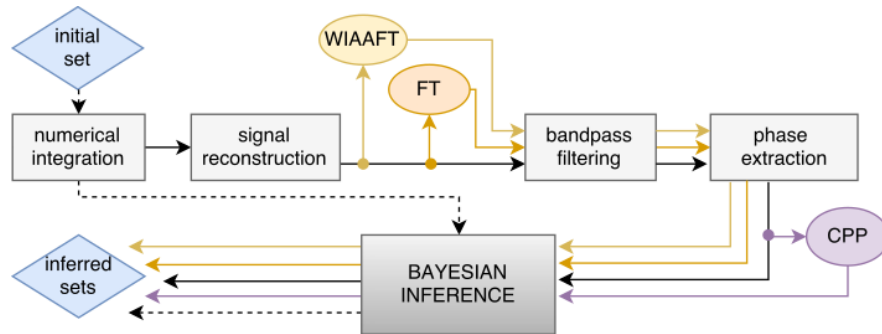 initial
set
WIAAFT
FT
numerical
integration
signal
reconstruction
bandpass
filtering
phase
extraction
inferred
sets
BAYESIAN
INFERENCE
CPP